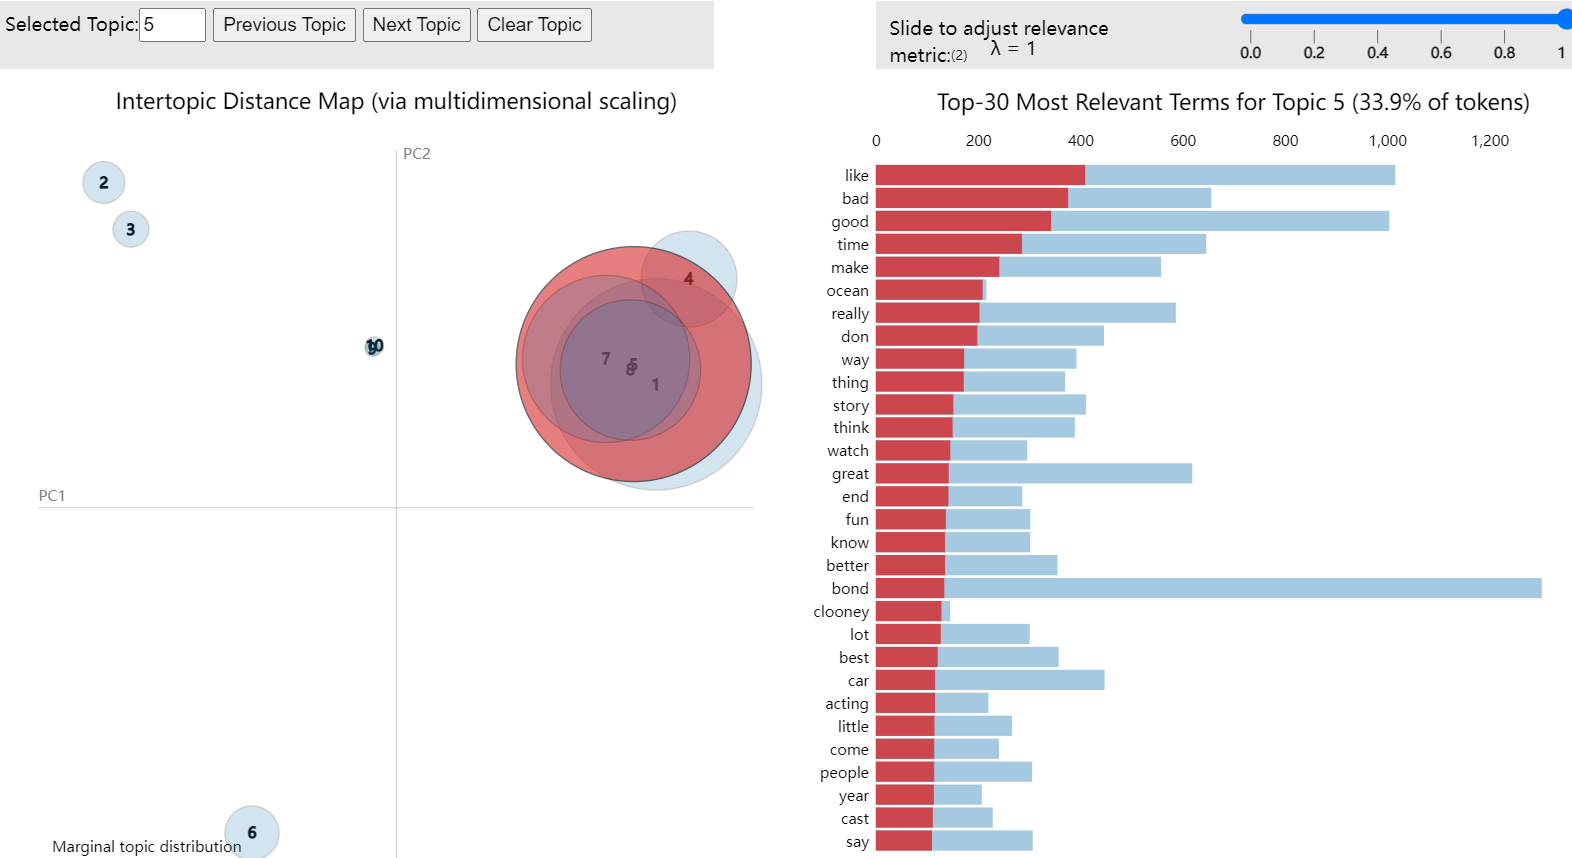 Selected Topic: 5 Previous Topic Next Topic Clear Topic
Slide to adjust relevance
metric:(2) λ = 1
0.0 0.2 0.4 0.6 0.8 1
Intertopic Distance Map (via multidimensional scaling)
PC2
PC1
2
3
4
10
9
7
5
8
1
6
Marginal topic distribution
Top-30 Most Relevant Terms for Topic 5 (33.9% of tokens)
0 200 400 600 800 1,000 1,200
like
bad
good
time
make
ocean
really
don
way
thing
story
think
watch
great
end
fun
know
better
bond
clooney
lot
best
car
acting
little
come
people
year
cast
say